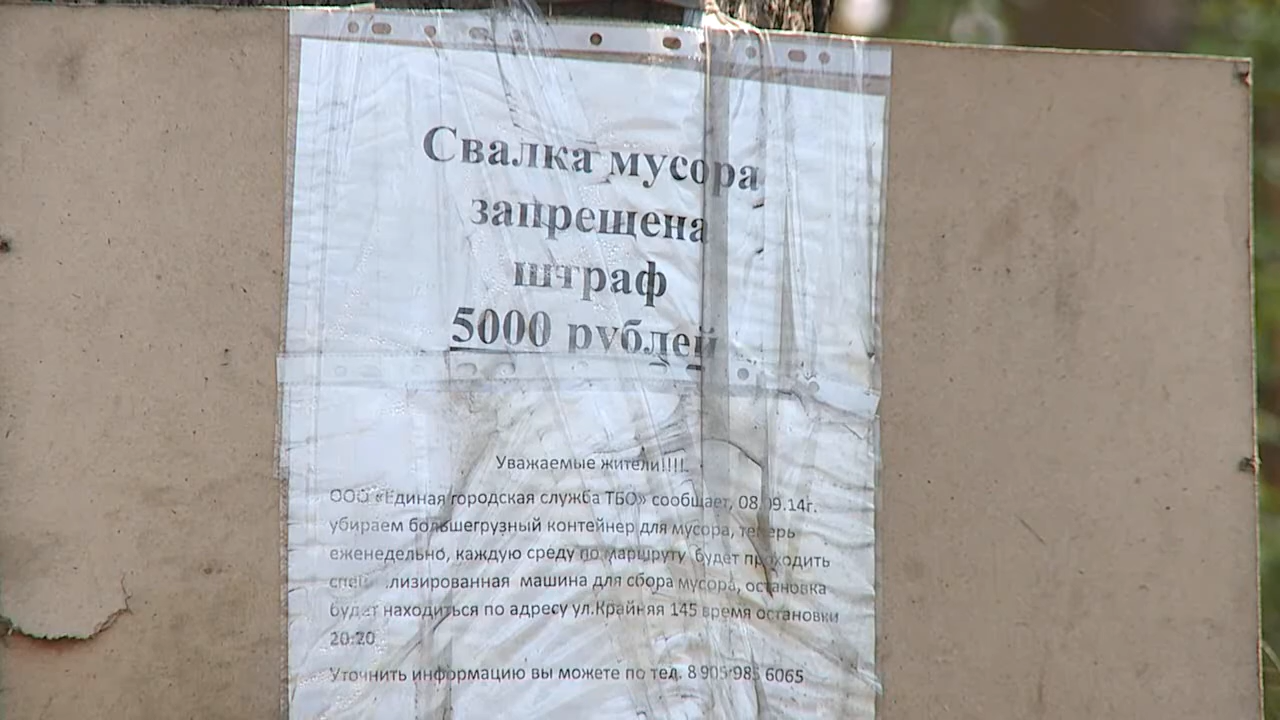 Свалка мусора
запрещена
штраф
5000 рублей
Уважаемые жители!!!!
ООО «Единая городская служба ТБО» сообщает, 08.09.14г.
убираем большегрузный контейнер для мусора, теперь
еженедельно, каждую среду по маршруту будет проходить
машина для сбора мусора, остановка
будет находиться по адресу ул.Крайняя 145 время остановки
20:20
Уточнить информацию вы можете по тел. 8 905 985 6065